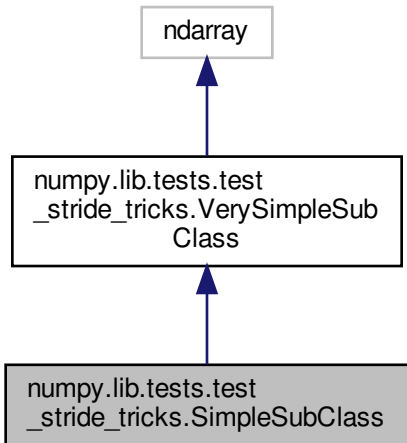 ndarray
numpy.lib.tests.test
_stride_tricks.VerySimpleSub
Class
numpy.lib.tests.test
_stride_tricks.SimpleSubClass